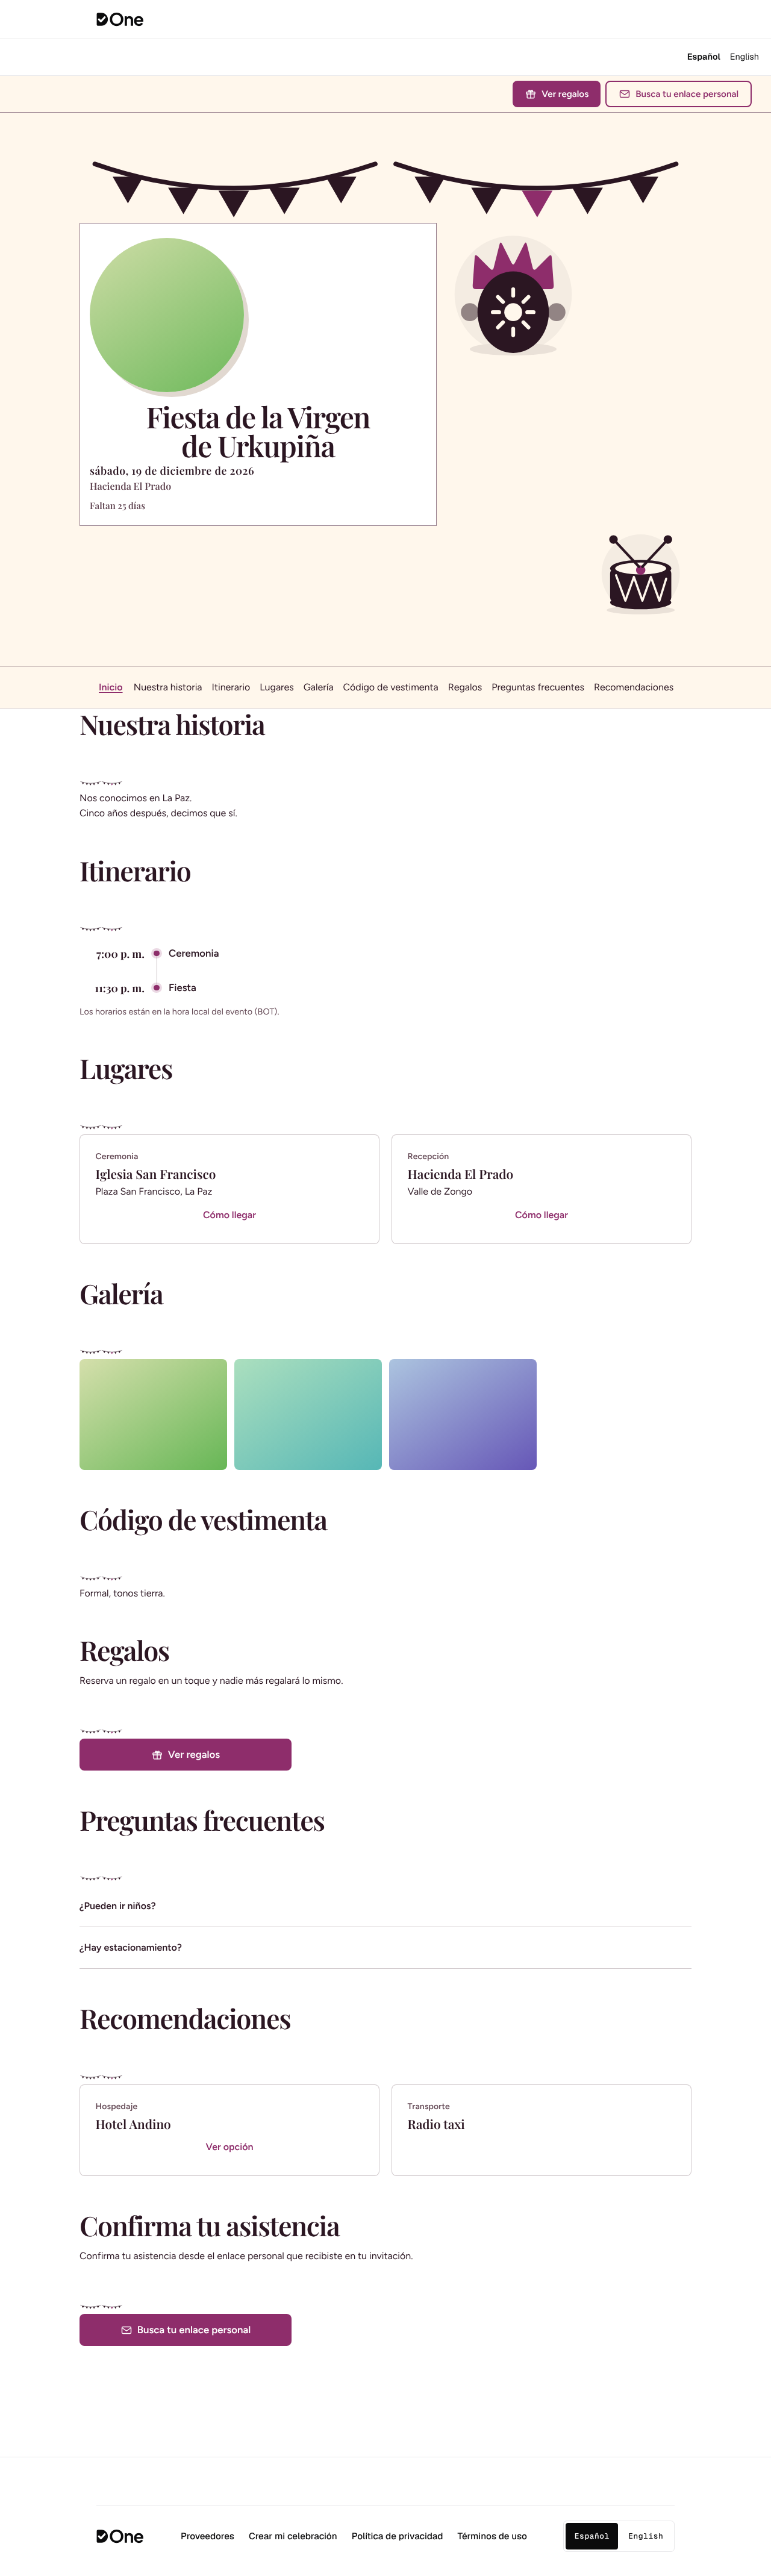 One
Español English
Ver regalos Busca tu enlace personal
Fiesta de la Virgen
de Urkupiña
sábado, 19 de diciembre de 2026
Hacienda El Prado
Faltan 25 días
Inicio Nuestra historia Itinerario Lugares Galería Código de vestimenta Regalos Preguntas frecuentes Recomendaciones
Nuestra historia
Nos conocimos en La Paz.
Cinco años después, decimos que sí.
Itinerario
7:00 p. m. Ceremonia
11:30 p. m. Fiesta
Los horarios están en la hora local del evento (BOT).
Lugares
Ceremonia
Iglesia San Francisco
Plaza San Francisco, La Paz
Cómo llegar
Recepción
Hacienda El Prado
Valle de Zongo
Cómo llegar
Galería
Código de vestimenta
Formal, tonos tierra.
Regalos
Reserva un regalo en un toque y nadie más regalará lo mismo.
Ver regalos
Preguntas frecuentes
¿Pueden ir niños?
¿Hay estacionamiento?
Recomendaciones
Hospedaje
Hotel Andino
Ver opción
Transporte
Radio taxi
Confirma tu asistencia
Confirma tu asistencia desde el enlace personal que recibiste en tu invitación.
Busca tu enlace personal
One Proveedores Crear mi celebración Política de privacidad Términos de uso Español English